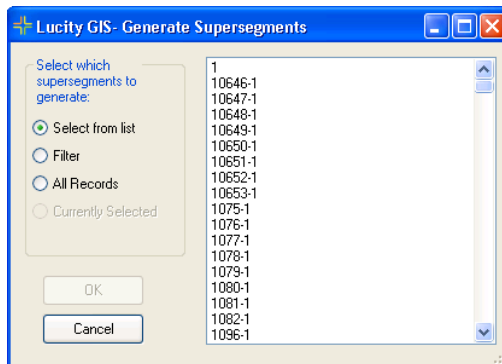 Lucity GIS- Generate Supersegments
Select which
supersegments to
generate:
Select from list
Filter
All Records
Currently Selected
OK
Cancel
1
10646-1
10647-1
10648-1
10649-1
10650-1
10651-1
10652-1
10653-1
1075-1
1076-1
1077-1
1078-1
1079-1
1080-1
1081-1
1082-1
1096-1